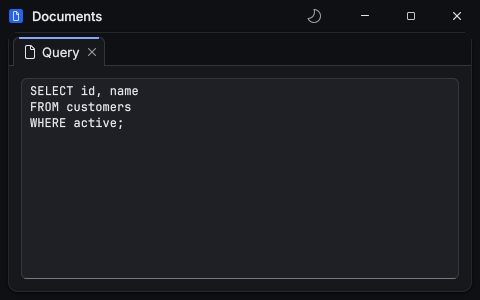 Documents
Query
SELECT id, name
FROM customers
WHERE active;